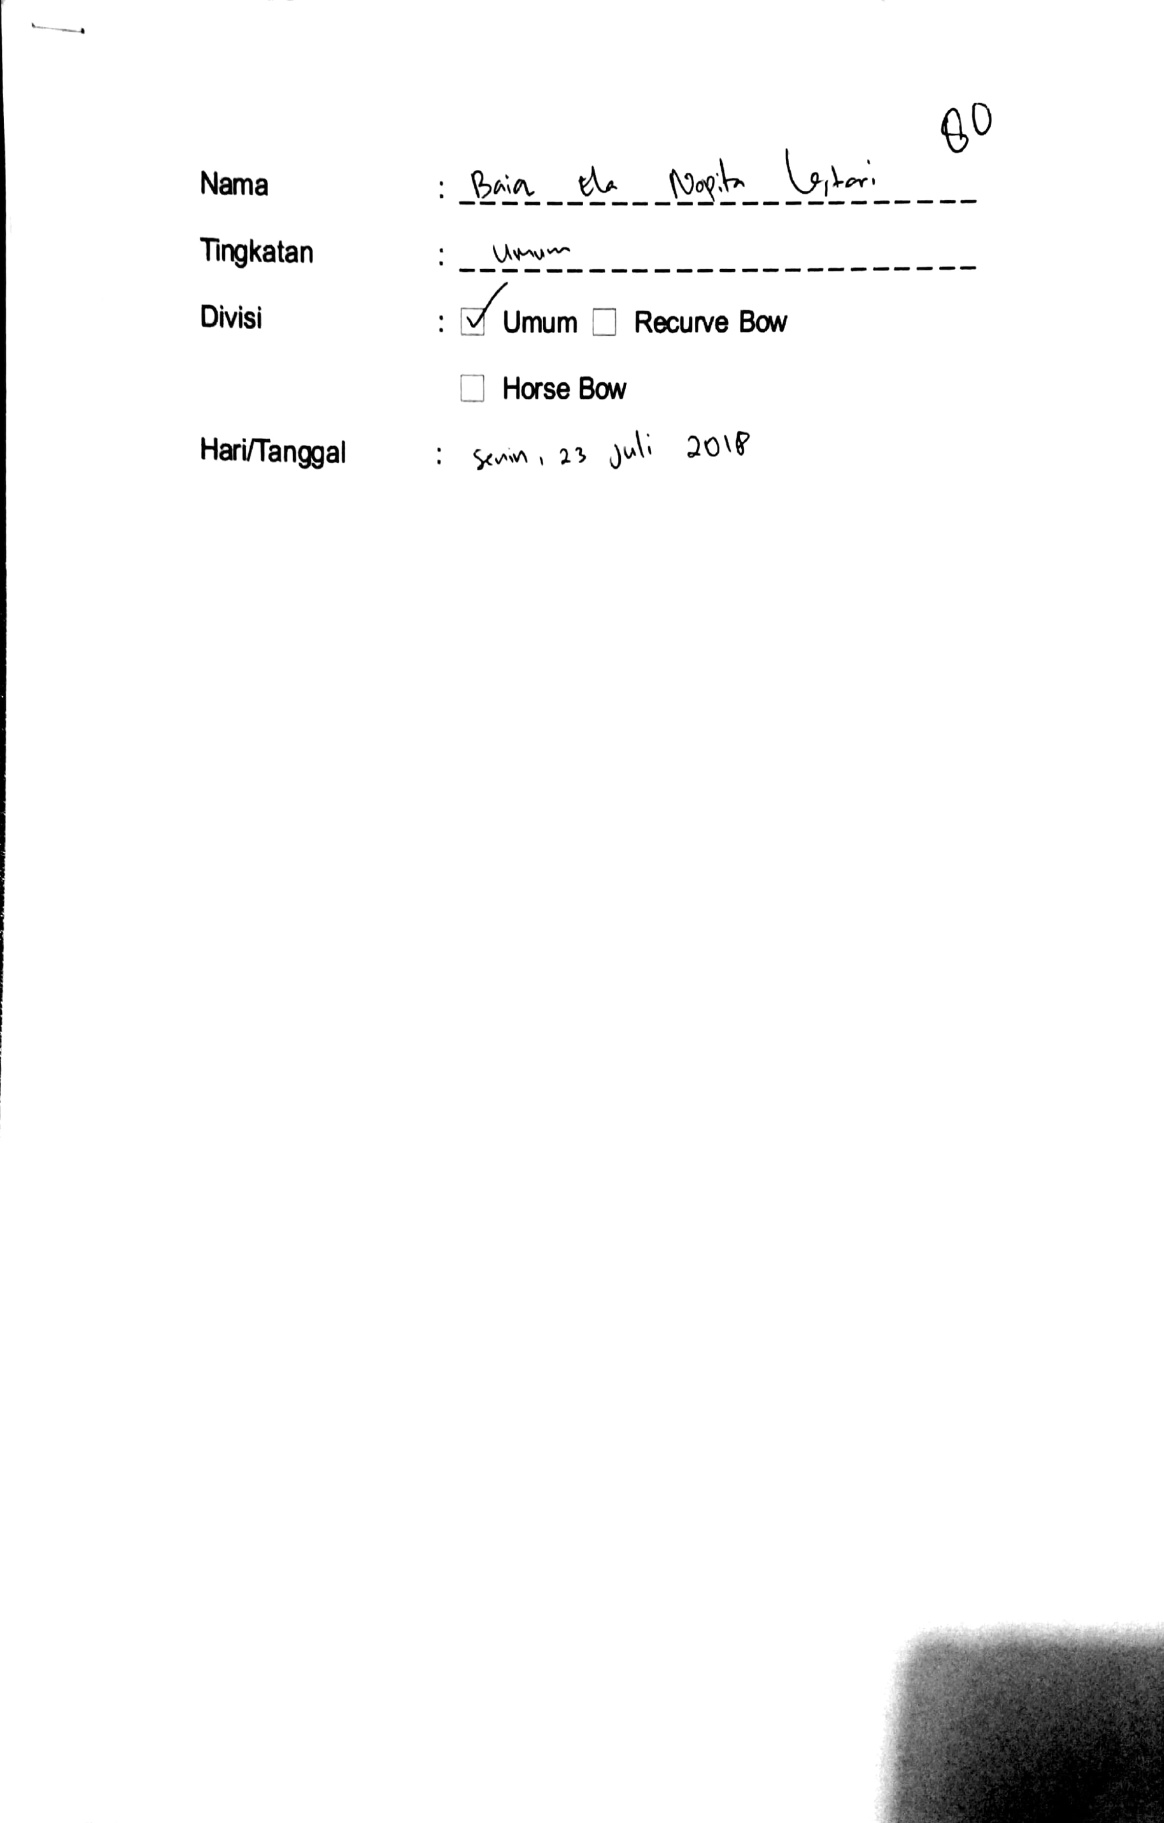 80
Nama : Baiq Ela Nopita Lestari
Tingkatan : Umum
Divisi : Umum Recurve Bow
Horse Bow
Hari/Tanggal : Senin, 23 Juli 2018